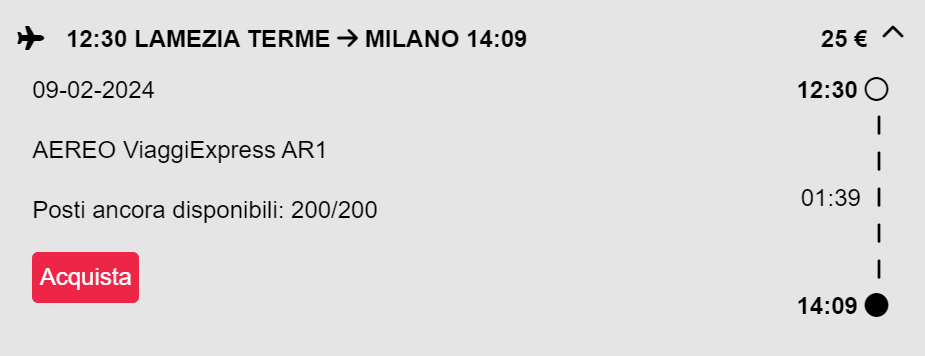 12:30 LAMEZIA TERME → MILANO 14:09 25 €
09-02-2024 12:30
AEREO ViaggiExpress AR1
01:39
Posti ancora disponibili: 200/200
Acquista
14:09